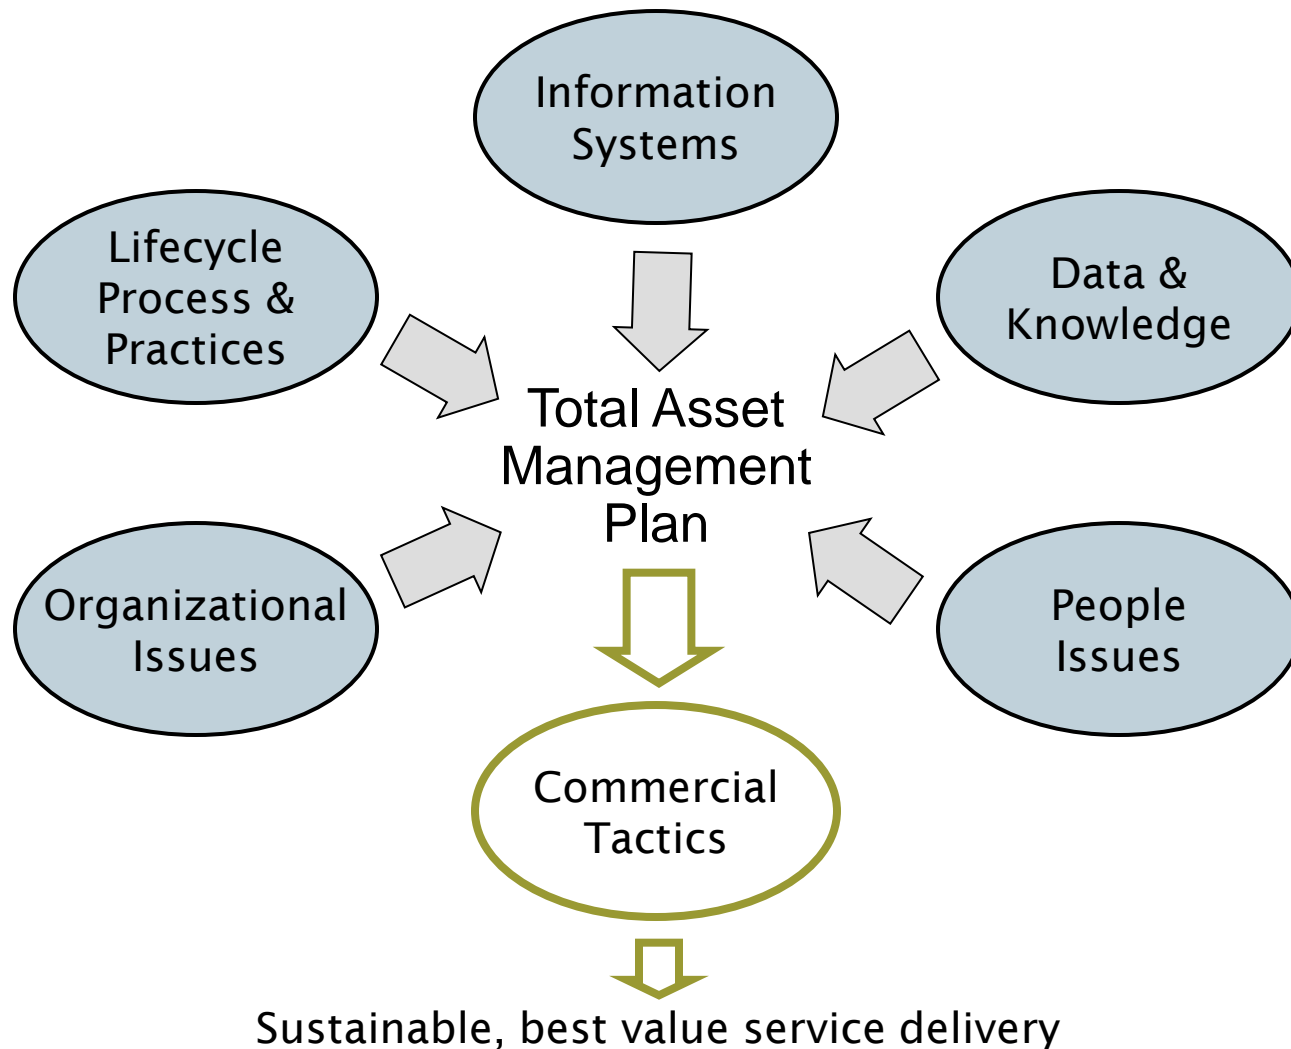 Information
Systems
Lifecycle
Process &
Practices
Data &
Knowledge
Total Asset
Management
Plan
Organizational
Issues
People
Issues
Commercial
Tactics
Sustainable, best value service delivery